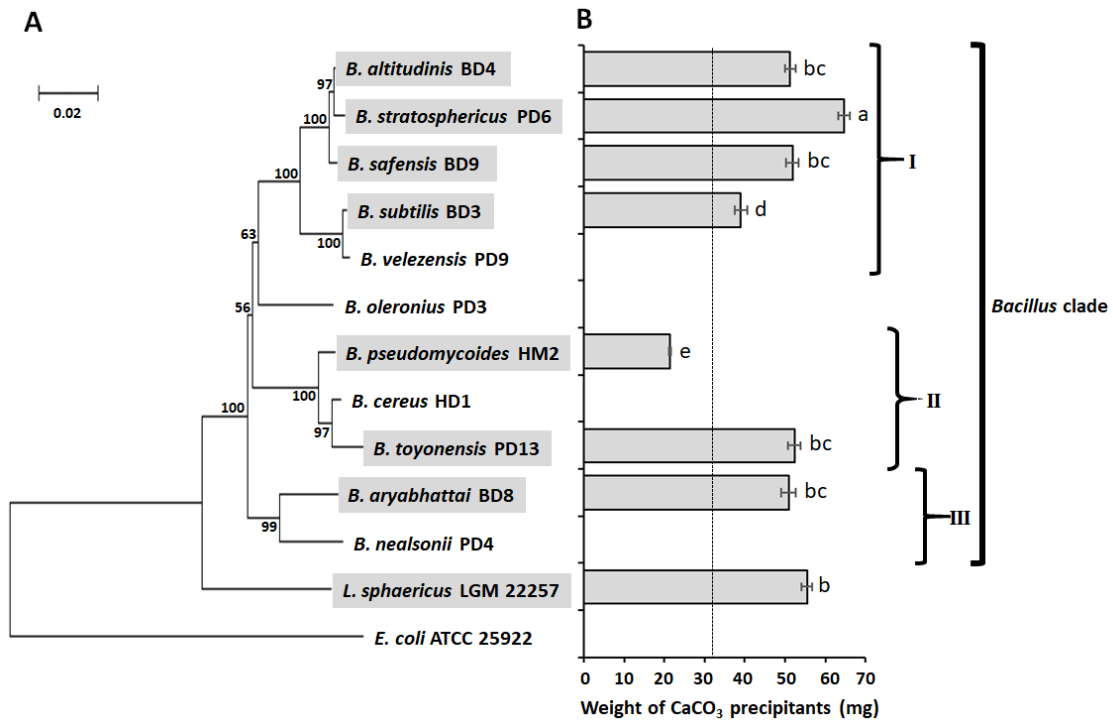 A
B
0.02
B. altitudinis BD4
97
bc
B. stratosphericus PD6
a
100
B. safensis BD9
bc
I
100
B. subtilis BD3
d
100
B. velezensis PD9
63
B. oleronius PD3
Bacillus clade
56
B. pseudomycoides HM2
e
100
B. cereus HD1
II
97
B. toyonensis PD13
bc
100
B. aryabhattai BD8
bc
99
III
B. nealsonii PD4
L. sphaericus LGM 22257
b
E. coli ATCC 25922
0 10 20 30 40 50 60 70
Weight of CaCO₃ precipitants (mg)